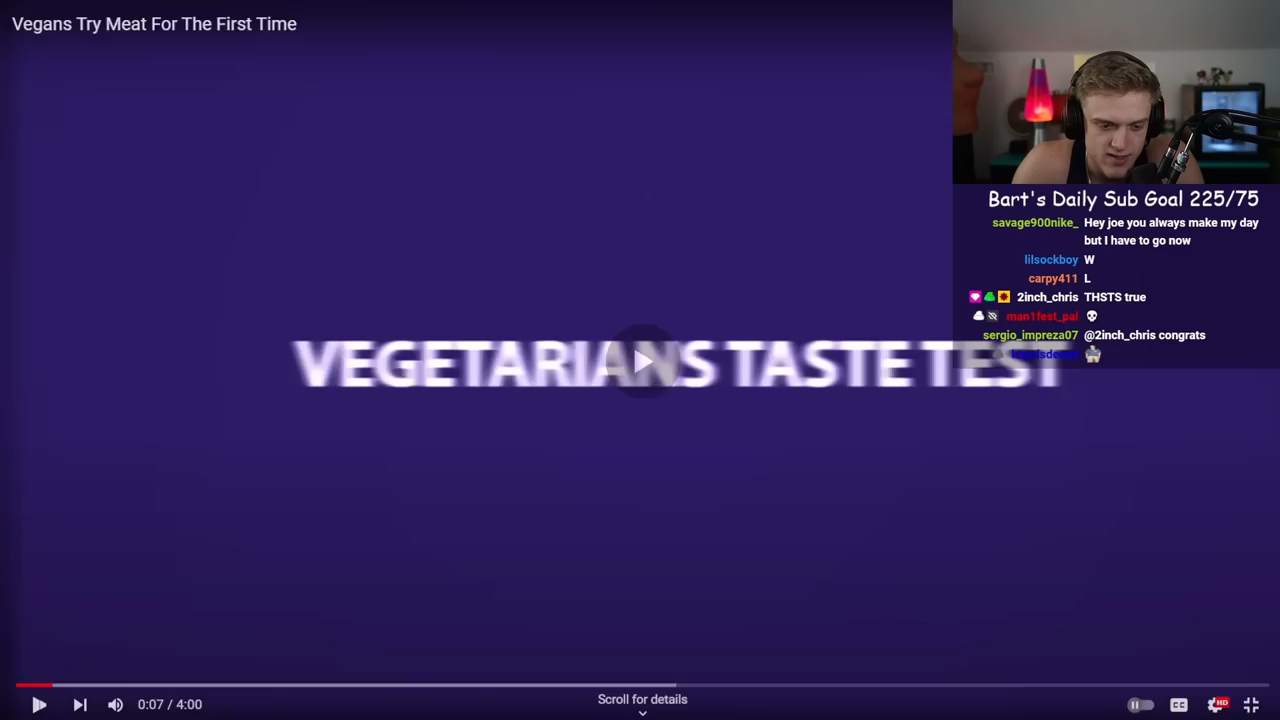 Vegans Try Meat For The First Time
Bart's Daily Sub Goal 225/75
savage900nike_ Hey joe you always make my day
but I have to go now
lilsockboy W
carpy411 L
2inch_chris THSTS true
man1fest_pal
sergio_impreza07 @2inch_chris congrats
VEGETARIANS TASTE TEST
Scroll for details
0:07 / 4:00
CC
HD